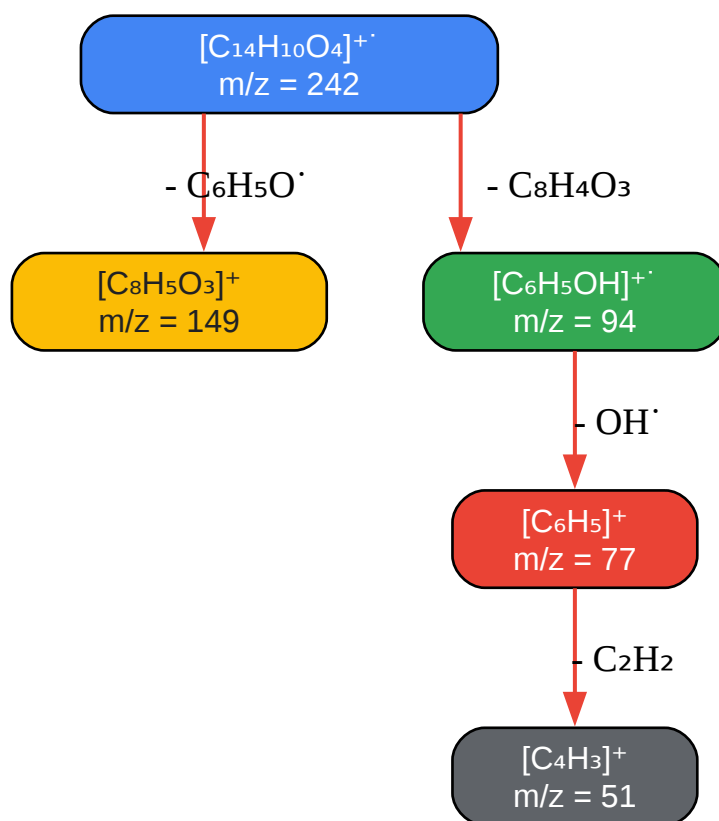 [C₁₄H₁₀O₄]⁺˙
m/z = 242
- C₆H₅O˙
- C₈H₄O₃
[C₈H₅O₃]⁺
m/z = 149
[C₆H₅OH]⁺˙
m/z = 94
- OH˙
[C₆H₅]⁺
m/z = 77
- C₂H₂
[C₄H₃]⁺
m/z = 51